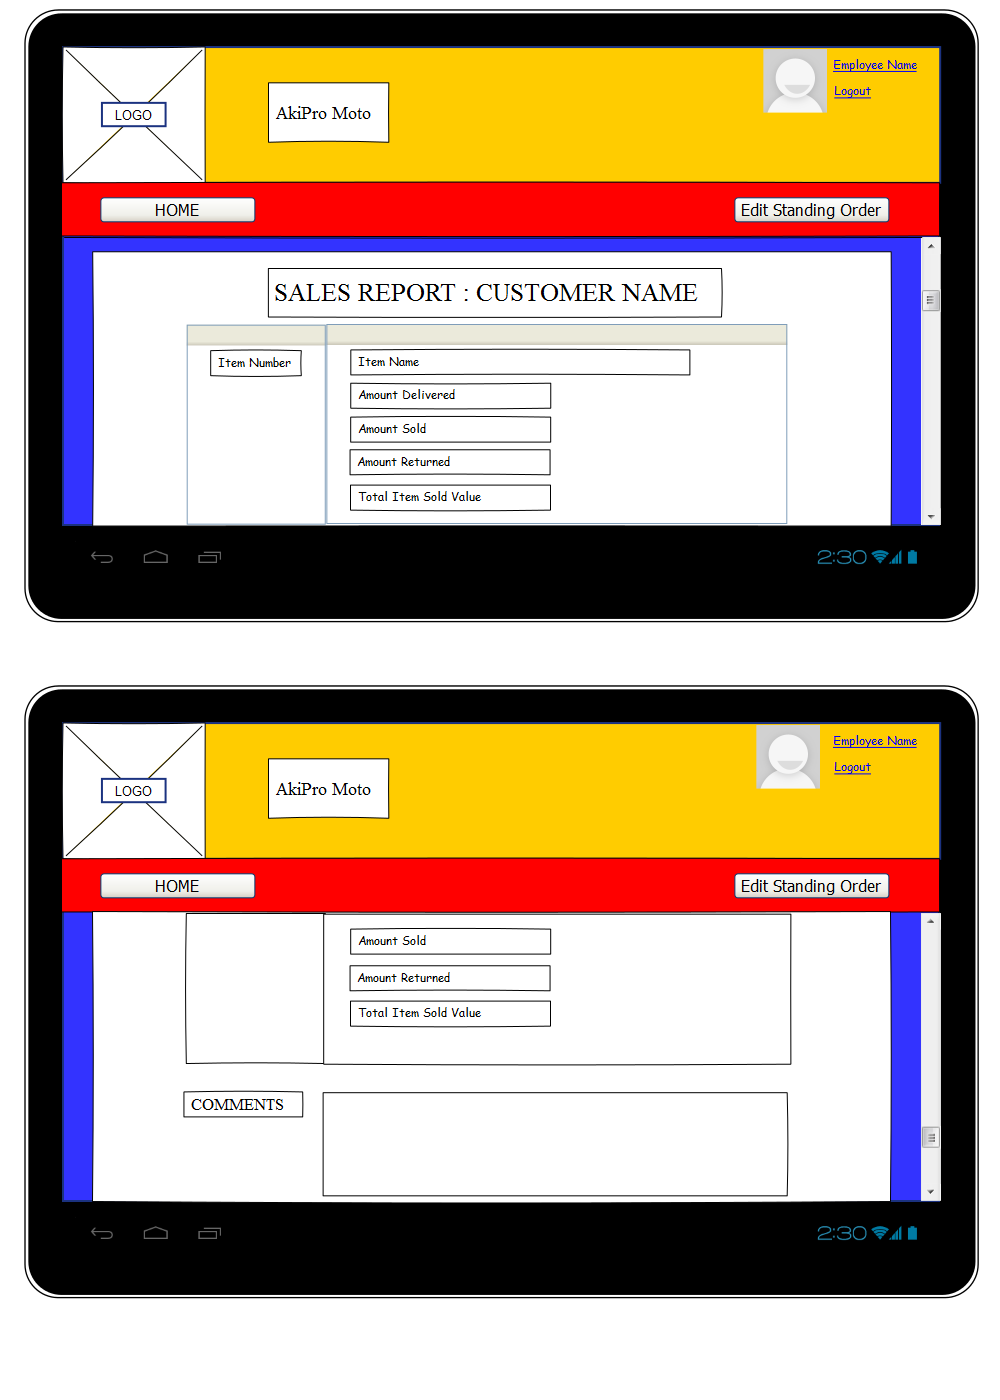 Employee Name
LOGO
AkiPro Moto
Logout
HOME
Edit Standing Order
SALES REPORT : CUSTOMER NAME
Item Number
Item Name
Amount Delivered
Amount Sold
Amount Returned
Total Item Sold Value
2:30
Employee Name
LOGO
AkiPro Moto
Logout
HOME
Edit Standing Order
Amount Sold
Amount Returned
Total Item Sold Value
COMMENTS
2:30